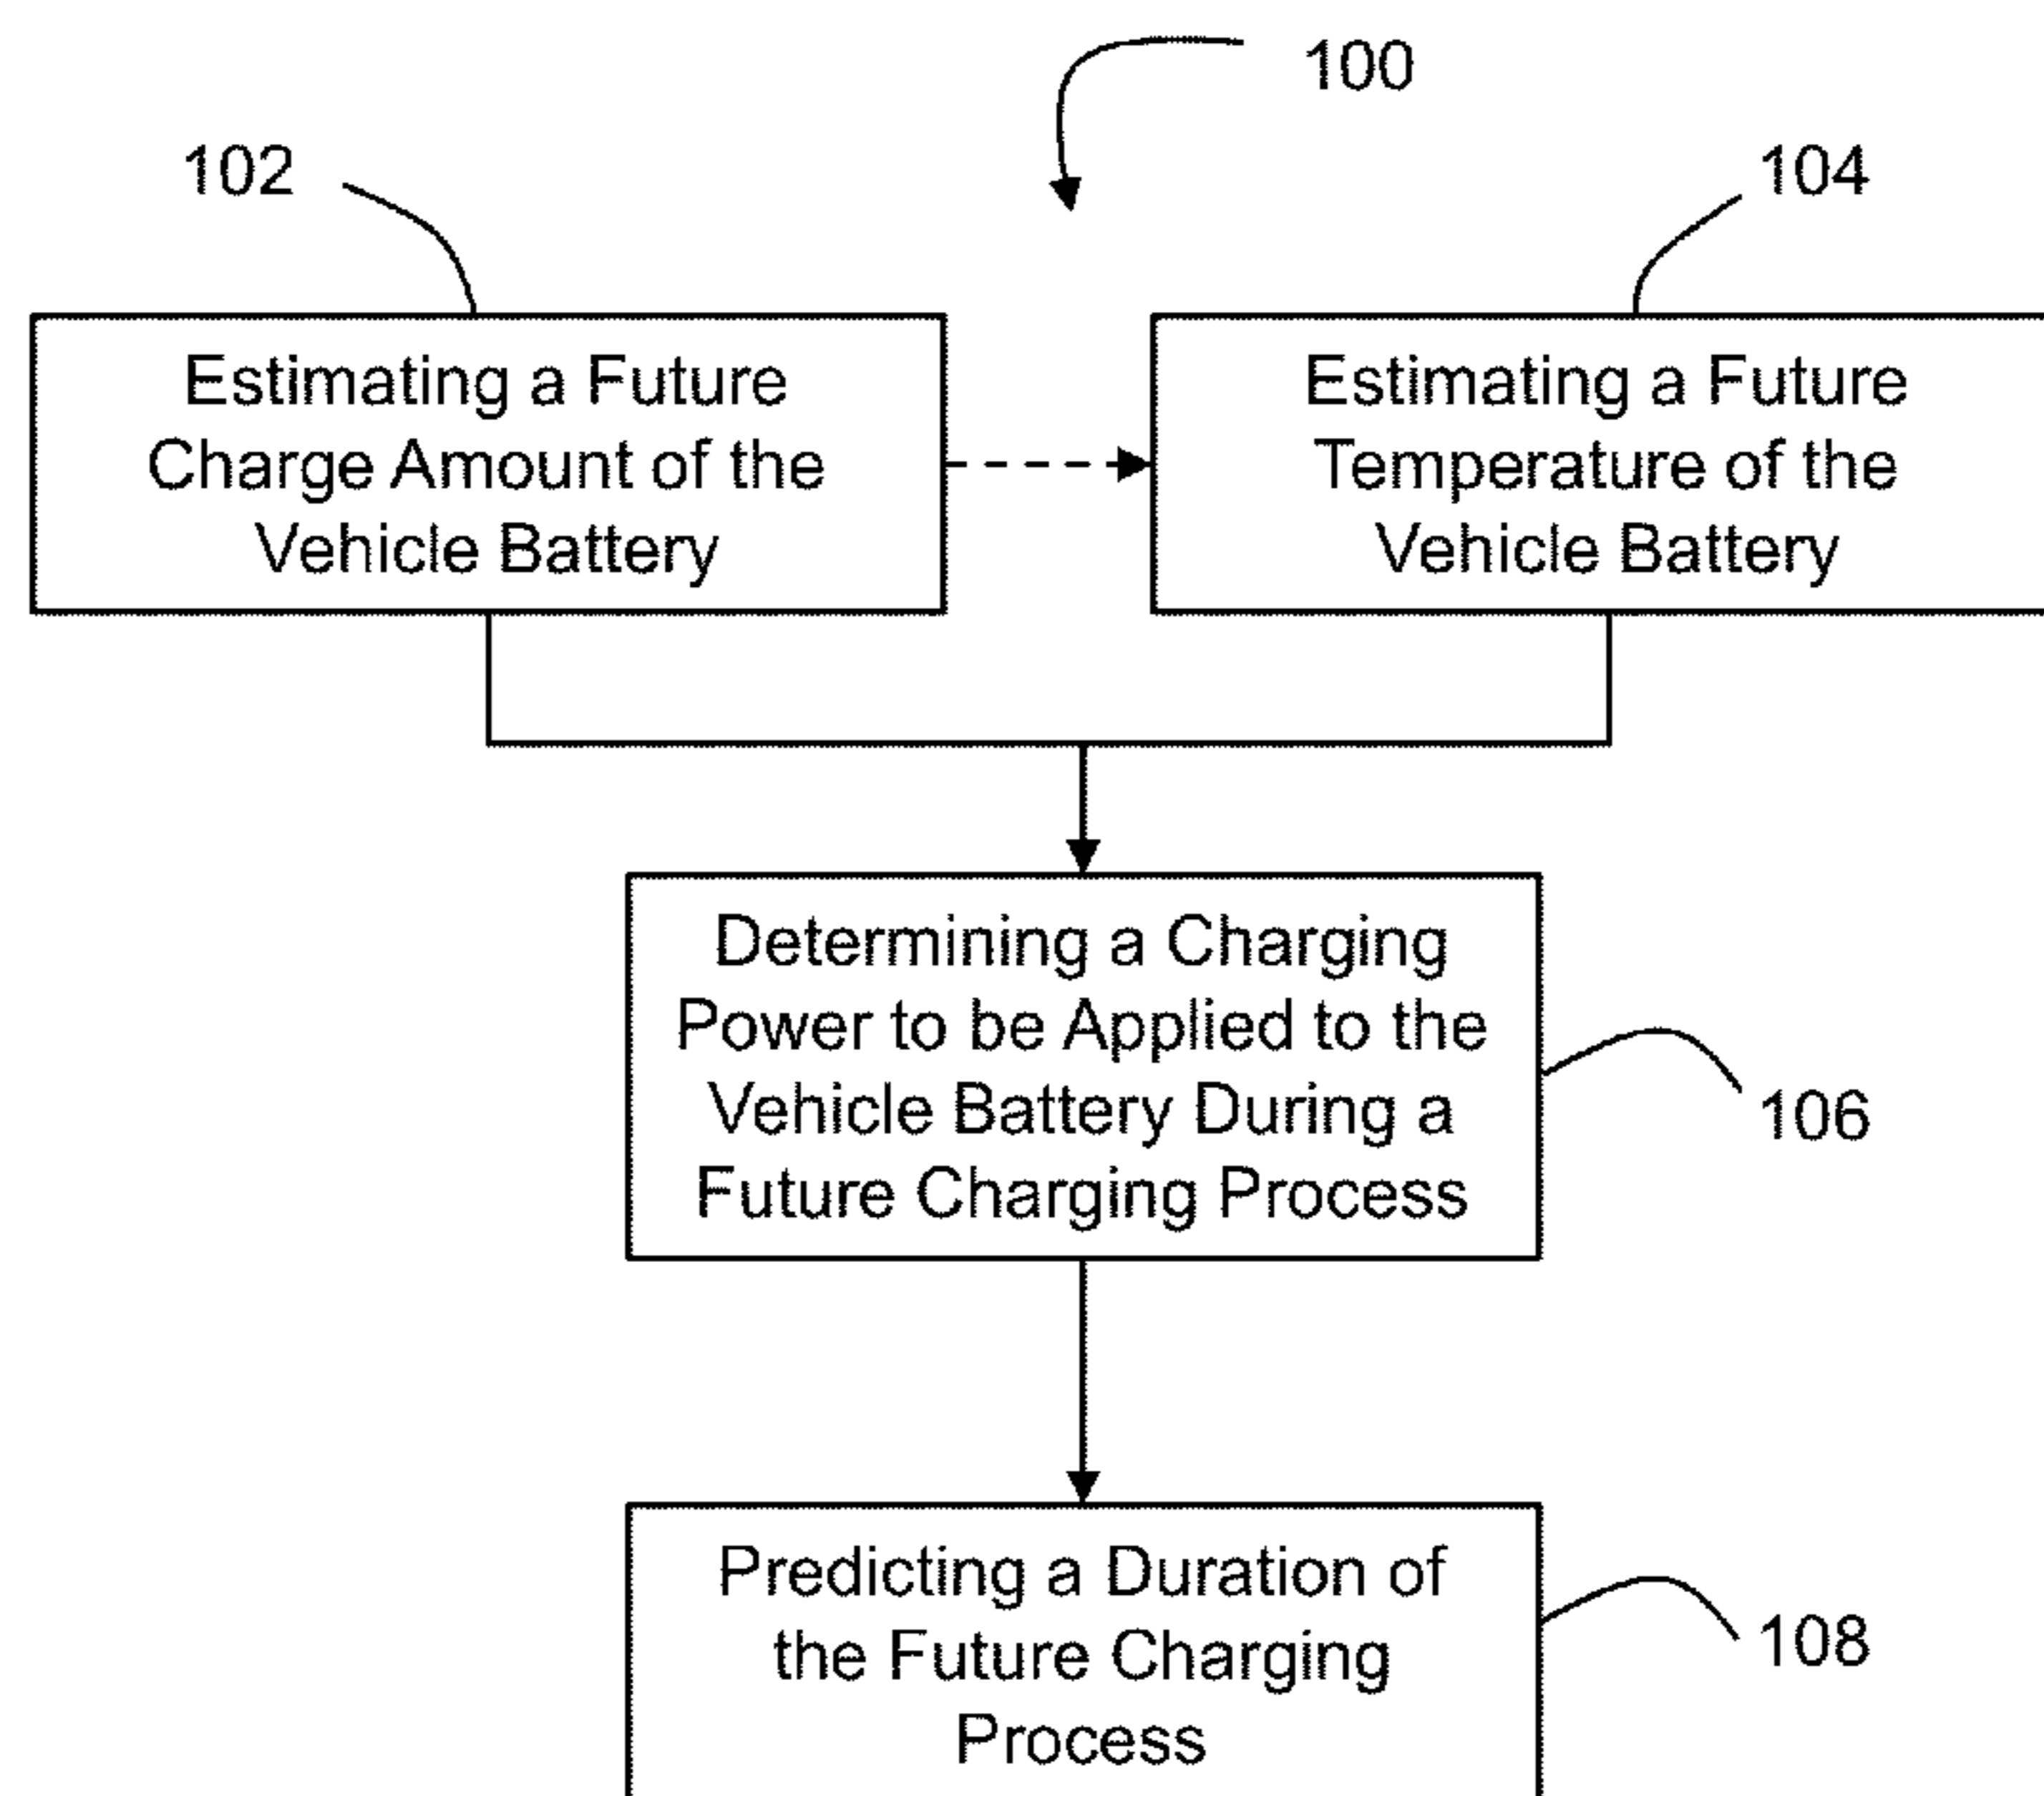 100
102
104
Estimating a Future
Charge Amount of the
Vehicle Battery
Estimating a Future
Temperature of the
Vehicle Battery
Determining a Charging
Power to be Applied to the
Vehicle Battery During a
Future Charging Process
106
Predicting a Duration of
the Future Charging
Process
108